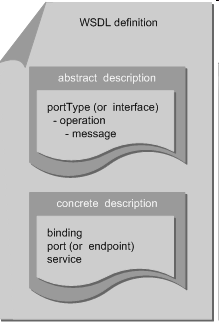 WSDL definition
abstract description
portType (or interface)
- operation
- message
concrete description
binding
port (or endpoint)
service